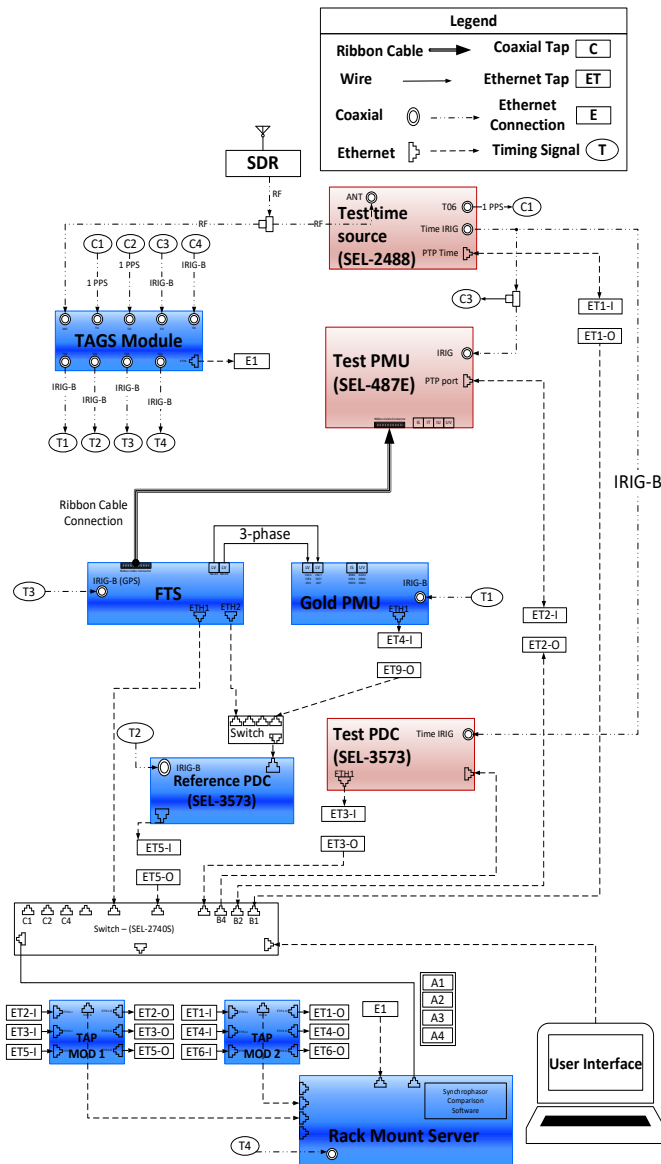 Legend
Ribbon Cable
Coaxial Tap
C
Wire
Ethernet Tap
ET
Coaxial
Ethernet
Connection
E
Ethernet
Timing Signal
T
SDR
RF
RF
RF
ANT
Test time
source
(SEL-2488)
T06
1 PPS
C1
Time IRIG
PTP Time
C1
C2
C3
C4
1 PPS
1 PPS
IRIG-B
IRIG-B
TAGS Module
E1
IRIG-B
IRIG-B
IRIG-B
IRIG-B
T1
T2
T3
T4
C3
ET1-I
ET1-O
IRIG
Test PMU
(SEL-487E)
PTP port
IRIG-B
Ribbon Cable
Connection
3-phase
T3
IRIG-B (GPS)
FTS
ETH1
ETH2
Gold PMU
IRIG-B
ETH1
T1
ET2-I
ET2-O
ET4-I
ET9-O
Switch
T2
IRIG-B
Reference PDC
(SEL-3573)
Test PDC
(SEL-3573)
Time IRIG
ETH1
ET3-I
ET3-O
ET5-I
ET5-O
C1
C2
C4
B4
B2
B1
Switch – (SEL-2740S)
ET2-I
ET3-I
ET5-I
TAP
MOD 1
ET2-O
ET3-O
ET5-O
ET1-I
ET4-I
ET6-I
TAP
MOD 2
ET1-O
ET4-O
ET6-O
E1
A1
A2
A3
A4
User Interface
Synchrophasor
Comparison
Software
Rack Mount Server
T4